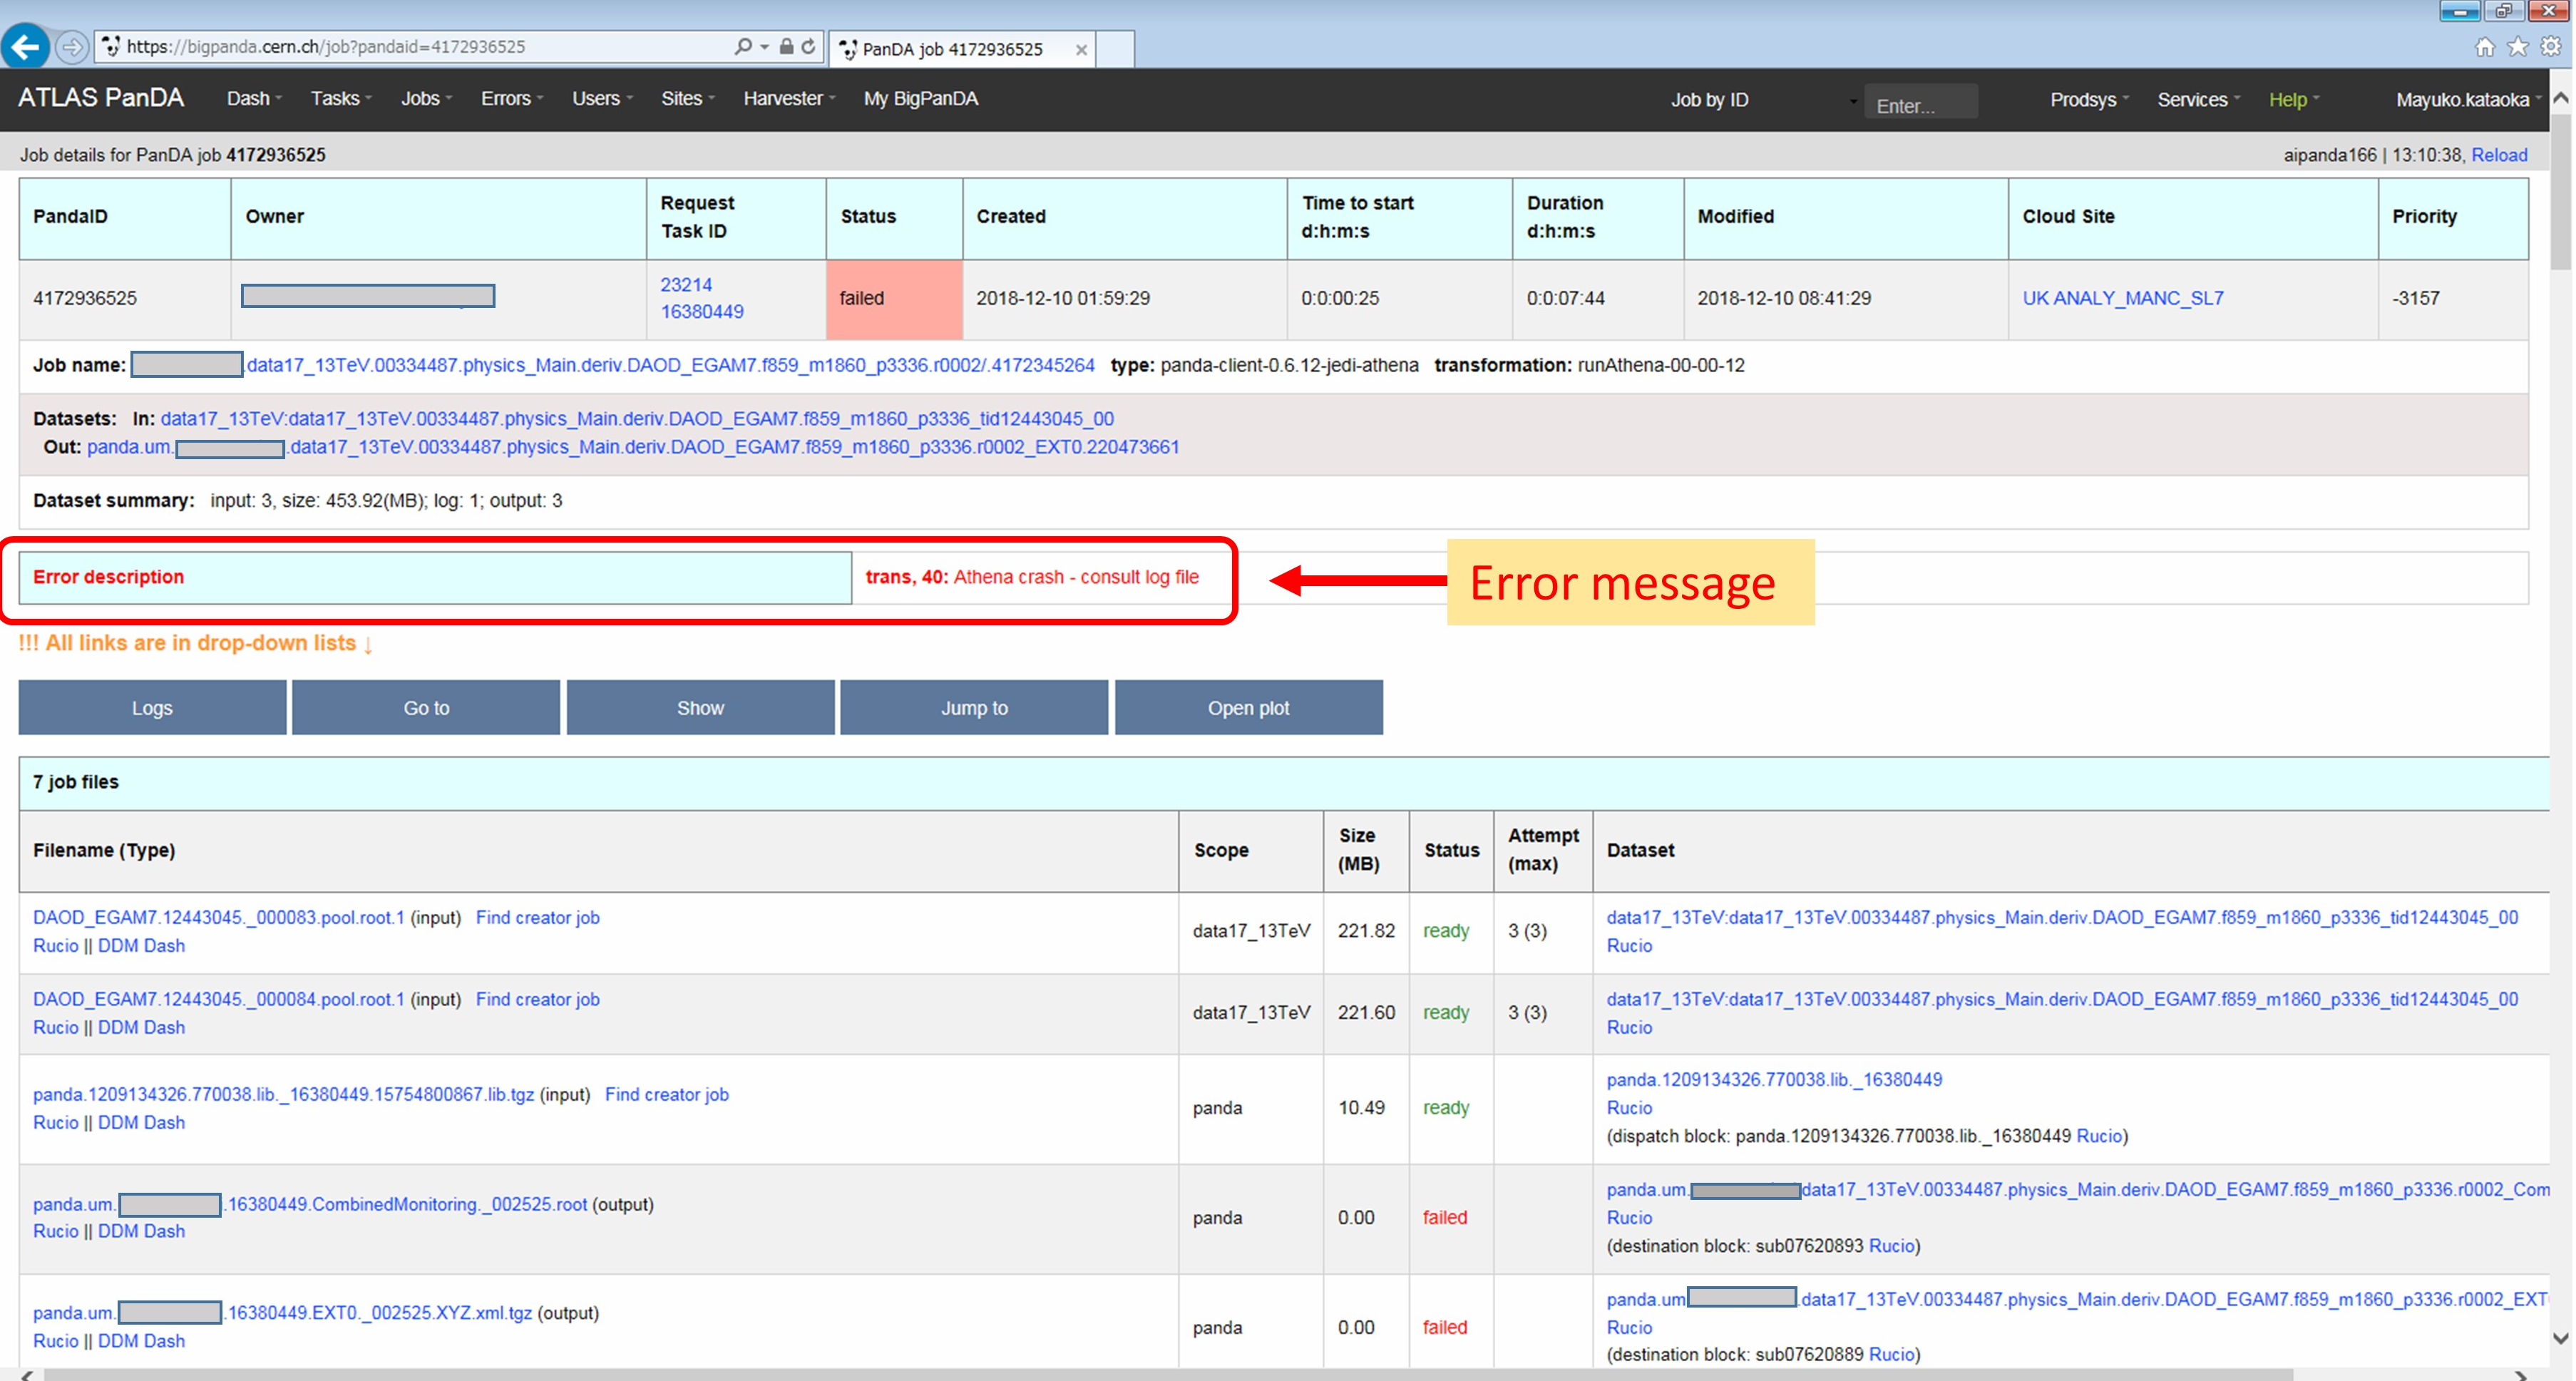 https://bigpanda.cern.ch/job?pandaid=4172936525
PanDA job 4172936525
ATLAS PanDA Dash Tasks Jobs Errors Users Sites Harvester My BigPanDA Job by ID Enter... Prodsys Services Help Mayuko.kataoka
Job details for PanDA job 4172936525 aipanda166 | 13:10:38, Reload
PandaID Owner Request Task ID Status Created Time to start d:h:m:s Duration d:h:m:s Modified Cloud Site Priority
4172936525 23214 16380449 failed 2018-12-10 01:59:29 0:0:00:25 0:0:07:44 2018-12-10 08:41:29 UK ANALY_MANC_SL7 -3157
Job name: .data17_13TeV.00334487.physics_Main.deriv.DAOD_EGAM7.f859_m1860_p3336.r0002/.4172345264 type: panda-client-0.6.12-jedi-athena transformation: runAthena-00-00-12
Datasets: In: data17_13TeV:data17_13TeV.00334487.physics_Main.deriv.DAOD_EGAM7.f859_m1860_p3336_tid12443045_00
Out: panda.um. .data17_13TeV.00334487.physics_Main.deriv.DAOD_EGAM7.f859_m1860_p3336.r0002_EXT0.220473661
Dataset summary: input: 3, size: 453.92(MB); log: 1; output: 3
Error description trans, 40: Athena crash - consult log file
Error message
!!! All links are in drop-down lists ↓
Logs Go to Show Jump to Open plot
7 job files
Filename (Type) Scope Size (MB) Status Attempt (max) Dataset
DAOD_EGAM7.12443045._000083.pool.root.1 (input) Find creator job
Rucio || DDM Dash
data17_13TeV 221.82 ready 3 (3)
data17_13TeV:data17_13TeV.00334487.physics_Main.deriv.DAOD_EGAM7.f859_m1860_p3336_tid12443045_00
Rucio
DAOD_EGAM7.12443045._000084.pool.root.1 (input) Find creator job
Rucio || DDM Dash
data17_13TeV 221.60 ready 3 (3)
data17_13TeV:data17_13TeV.00334487.physics_Main.deriv.DAOD_EGAM7.f859_m1860_p3336_tid12443045_00
Rucio
panda.1209134326.770038.lib._16380449.15754800867.lib.tgz (input) Find creator job
Rucio || DDM Dash
panda 10.49 ready
panda.1209134326.770038.lib._16380449
Rucio
(dispatch block: panda.1209134326.770038.lib._16380449 Rucio)
panda.um. .16380449.CombinedMonitoring._002525.root (output)
Rucio || DDM Dash
panda 0.00 failed
panda.um. data17_13TeV.00334487.physics_Main.deriv.DAOD_EGAM7.f859_m1860_p3336.r0002_Com
Rucio
(destination block: sub07620893 Rucio)
panda.um. .16380449.EXT0._002525.XYZ.xml.tgz (output)
Rucio || DDM Dash
panda 0.00 failed
panda.um .data17_13TeV.00334487.physics_Main.deriv.DAOD_EGAM7.f859_m1860_p3336.r0002_EXT
Rucio
(destination block: sub07620889 Rucio)